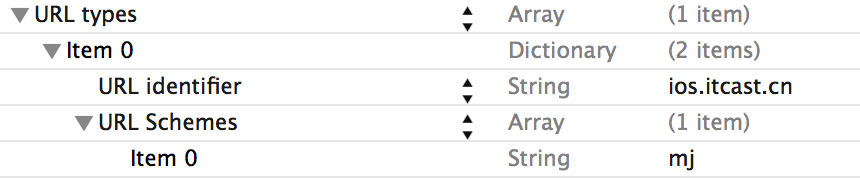 URL types Array (1 item)
Item 0 Dictionary (2 items)
URL identifier String ios.itcast.cn
URL Schemes Array (1 item)
Item 0 String mj